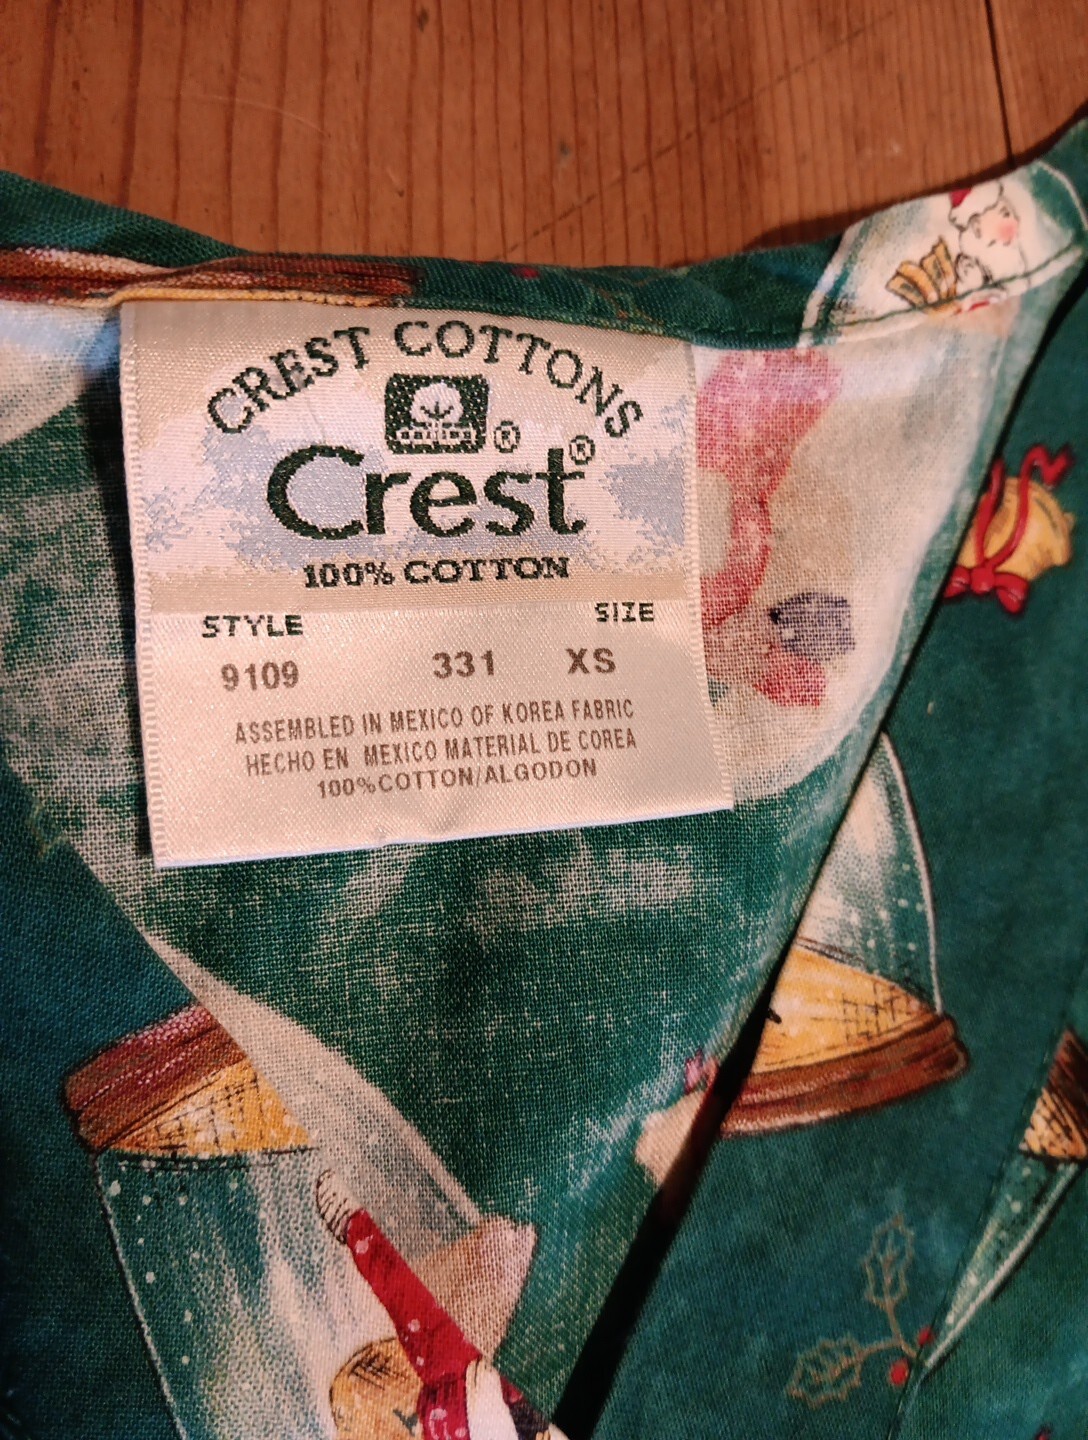 CREST COTTONS
cotton ®
Crest®
100% COTTON
STYLE SIZE
9109 331 XS
ASSEMBLED IN MEXICO OF KOREA FABRIC
HECHO EN MEXICO MATERIAL DE COREA
100%COTTON/ALGODON